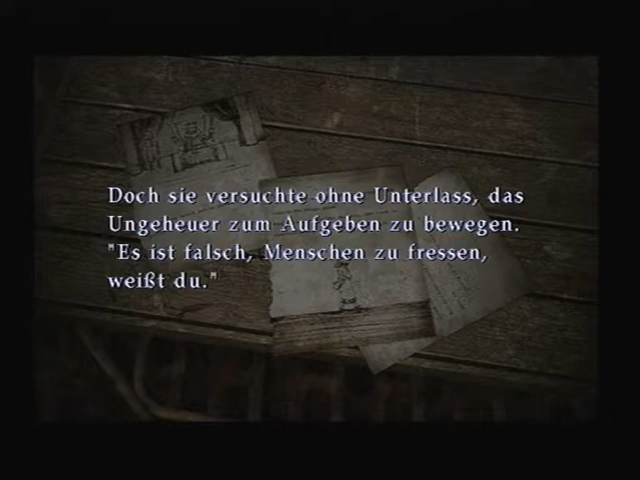 Doch sie versuchte ohne Unterlass, das
Ungeheuer zum Aufgeben zu bewegen.
"Es ist falsch, Menschen zu fressen,
weißt du."